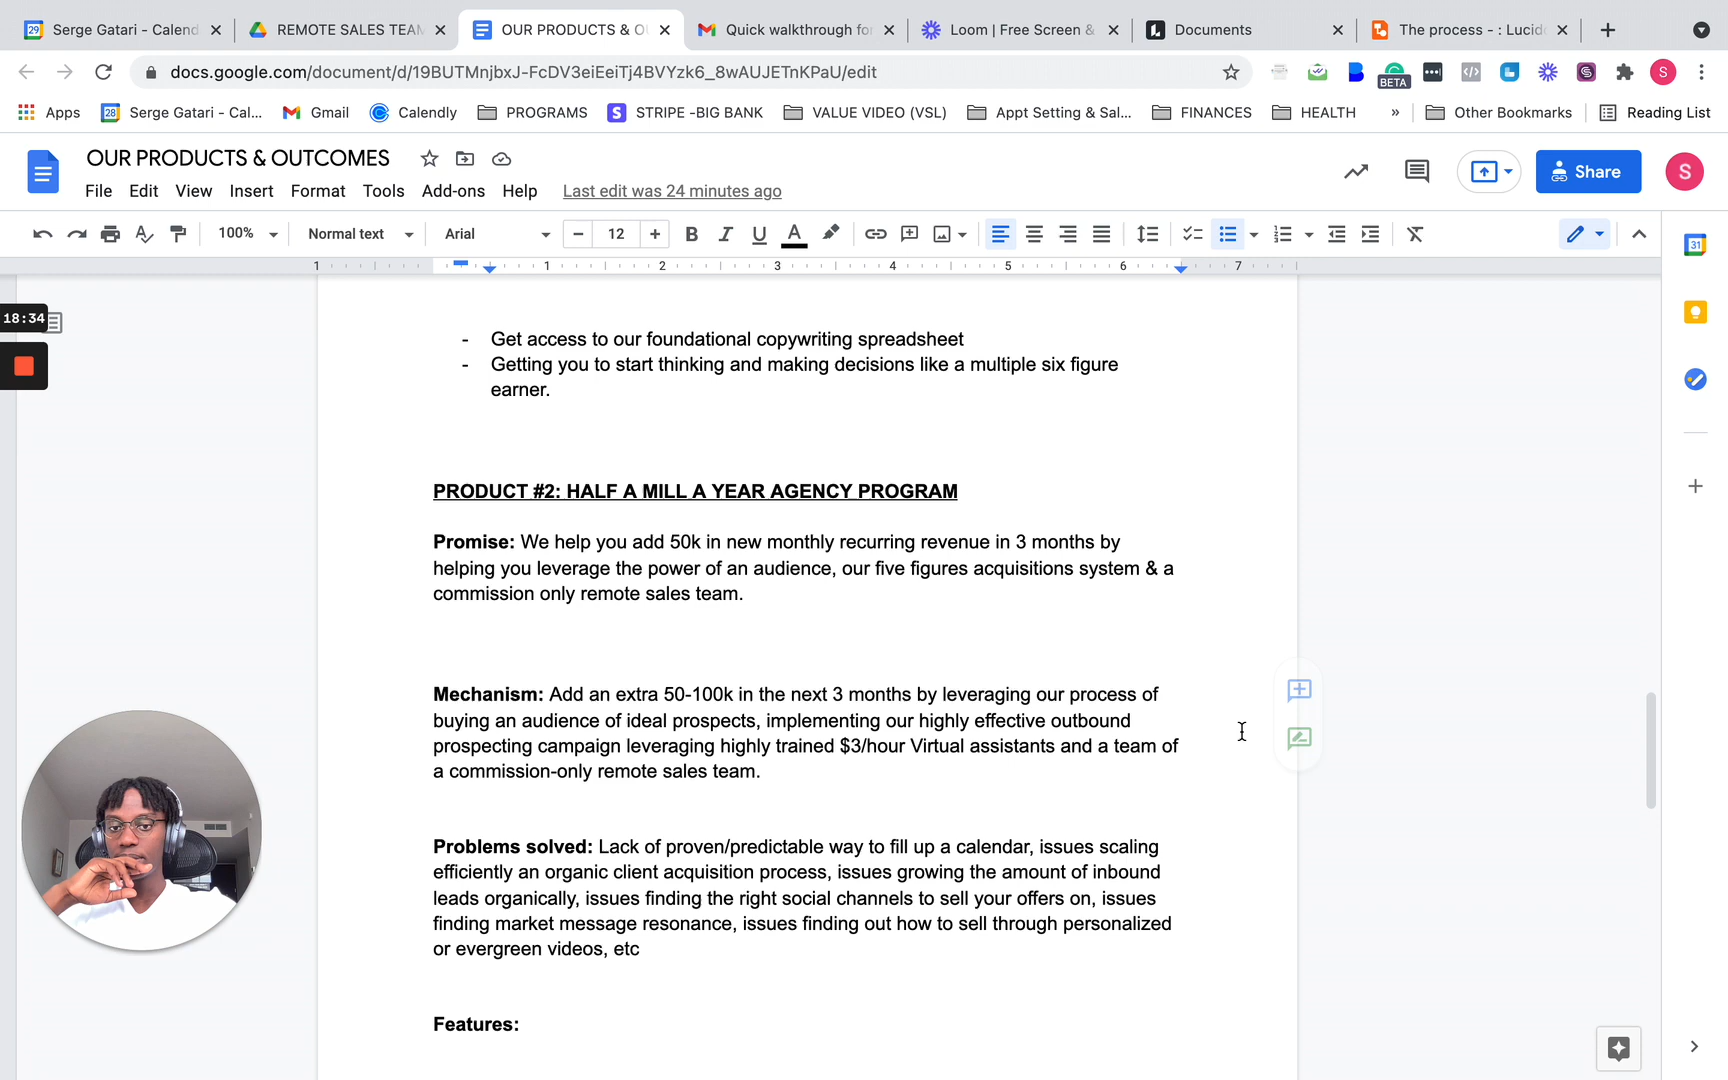 Serge Gatari - Calend
REMOTE SALES TEAM
OUR PRODUCTS & OU
Quick walkthrough for
Loom | Free Screen &
Documents
The process - : Lucid
docs.google.com/document/d/19BUTMnjbxJ-FcDV3eiEeiTj4BVYzk6_8wAUJETnKPaU/edit
BETA
S
Apps
Serge Gatari - Cal...
Gmail
Calendly
PROGRAMS
STRIPE -BIG BANK
VALUE VIDEO (VSL)
Appt Setting & Sal...
FINANCES
HEALTH
»
Other Bookmarks
Reading List
OUR PRODUCTS & OUTCOMES
File Edit View Insert Format Tools Add-ons Help Last edit was 24 minutes ago
Share
S
100% Normal text Arial − 12 + B I U A
1 1 2 3 4 5 6 7
31
18:34
- Get access to our foundational copywriting spreadsheet
- Getting you to start thinking and making decisions like a multiple six figure
earner.
PRODUCT #2: HALF A MILL A YEAR AGENCY PROGRAM
Promise: We help you add 50k in new monthly recurring revenue in 3 months by
helping you leverage the power of an audience, our five figures acquisitions system & a
commission only remote sales team.
Mechanism: Add an extra 50-100k in the next 3 months by leveraging our process of
buying an audience of ideal prospects, implementing our highly effective outbound
prospecting campaign leveraging highly trained $3/hour Virtual assistants and a team of
a commission-only remote sales team.
Problems solved: Lack of proven/predictable way to fill up a calendar, issues scaling
efficiently an organic client acquisition process, issues growing the amount of inbound
leads organically, issues finding the right social channels to sell your offers on, issues
finding market message resonance, issues finding out how to sell through personalized
or evergreen videos, etc
Features: